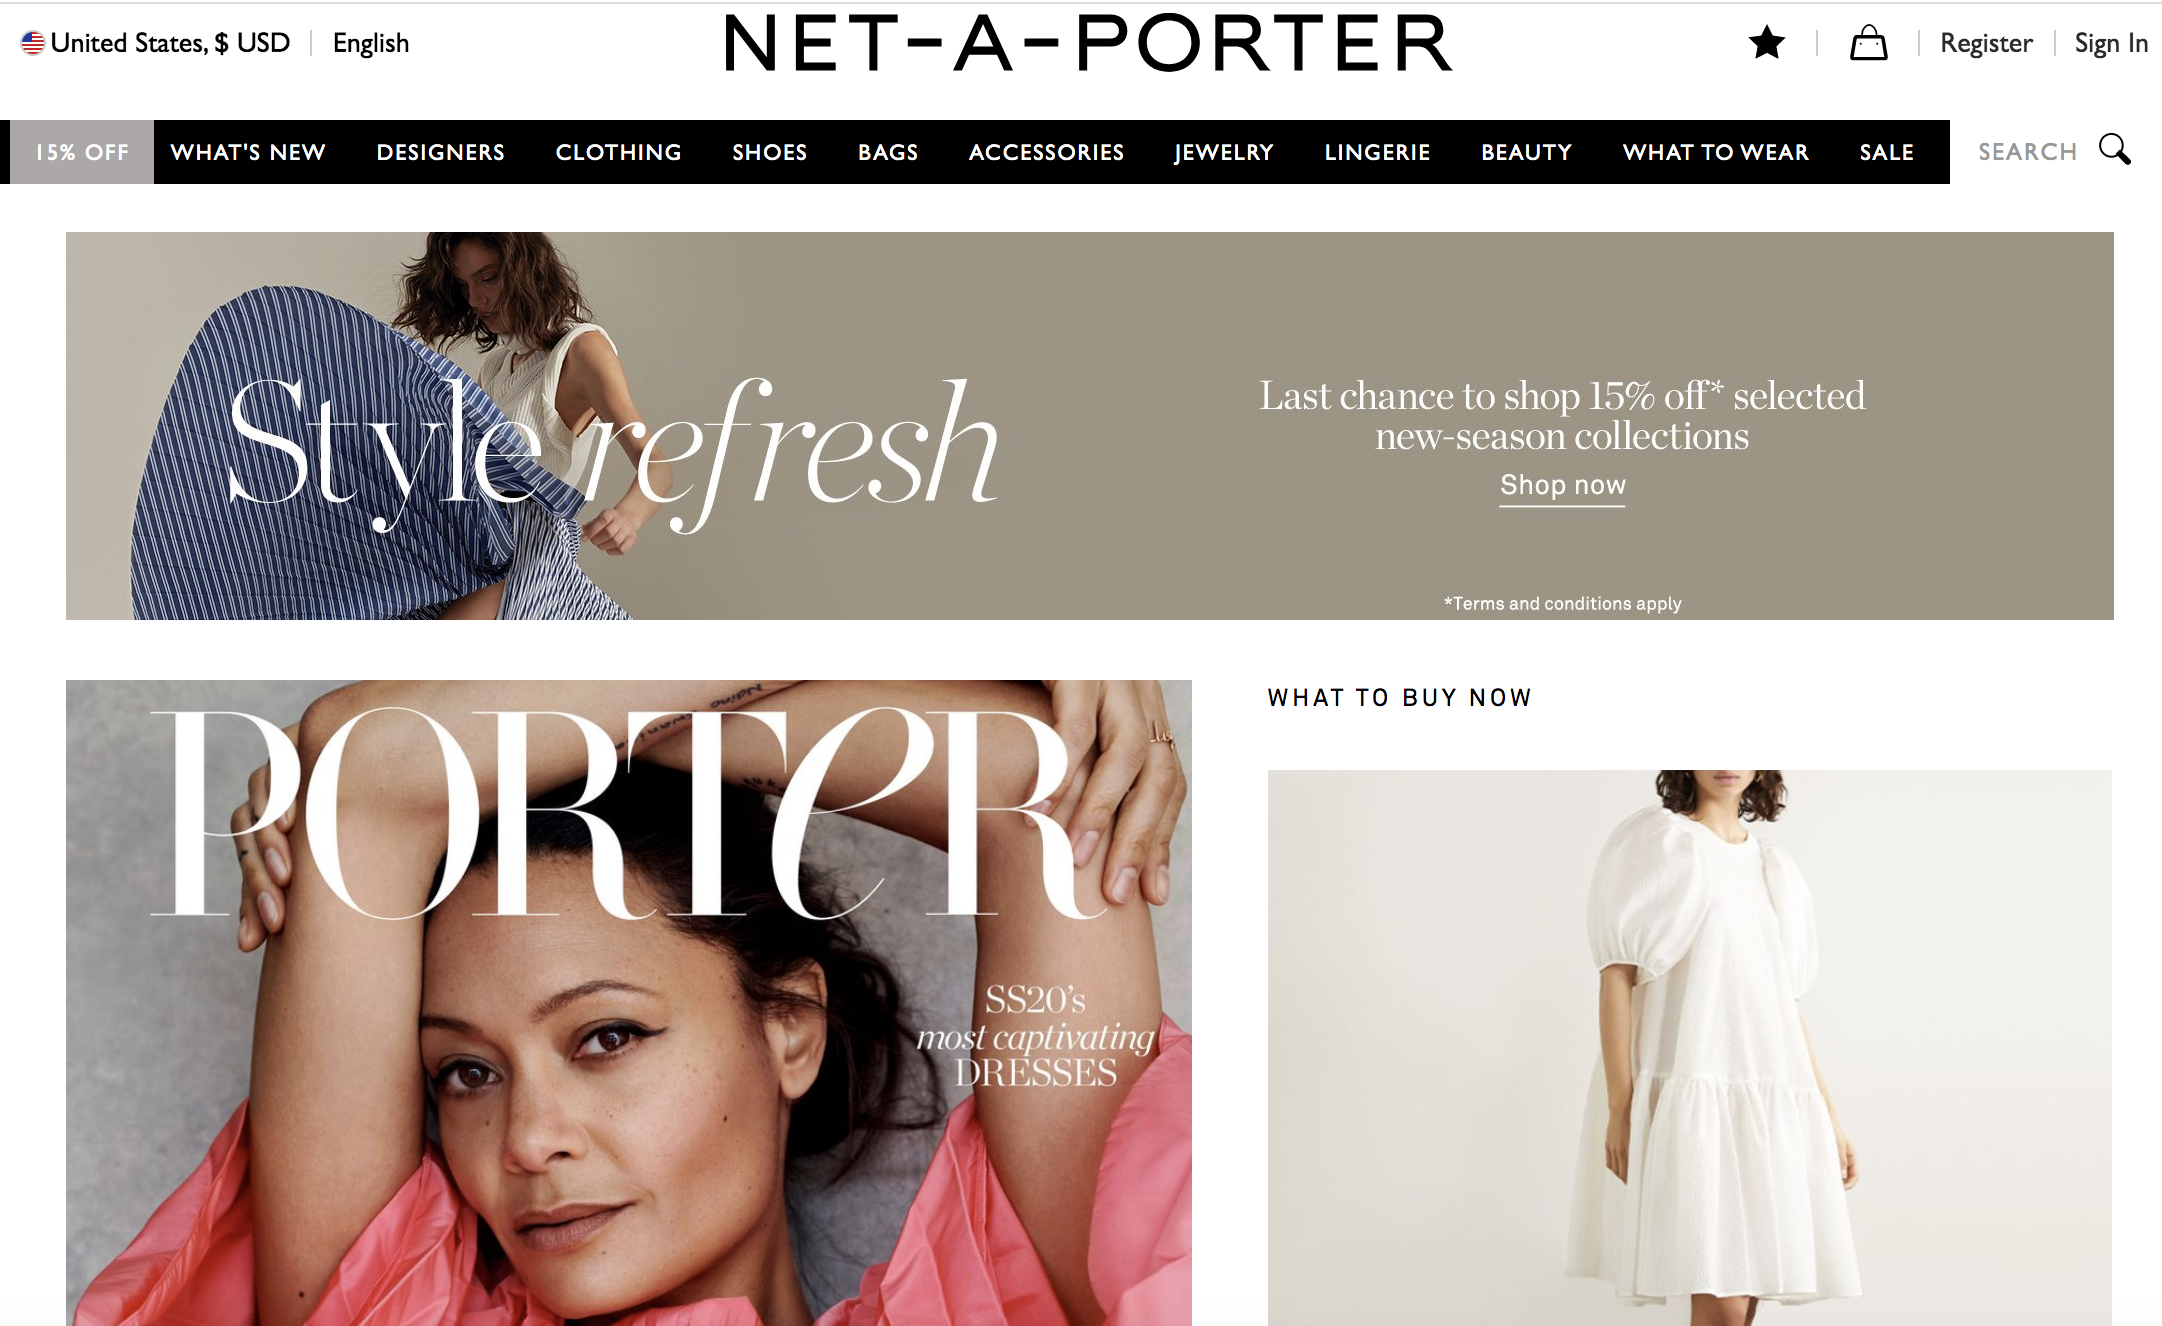 United States, $ USD | English
NET-A-PORTER
Register | Sign In
15% OFF WHAT'S NEW DESIGNERS CLOTHING SHOES BAGS ACCESSORIES JEWELRY LINGERIE BEAUTY WHAT TO WEAR SALE SEARCH
Style refresh
Last chance to shop 15% off* selected
new-season collections
Shop now
*Terms and conditions apply
PORTER
SS20's
most captivating
DRESSES
WHAT TO BUY NOW